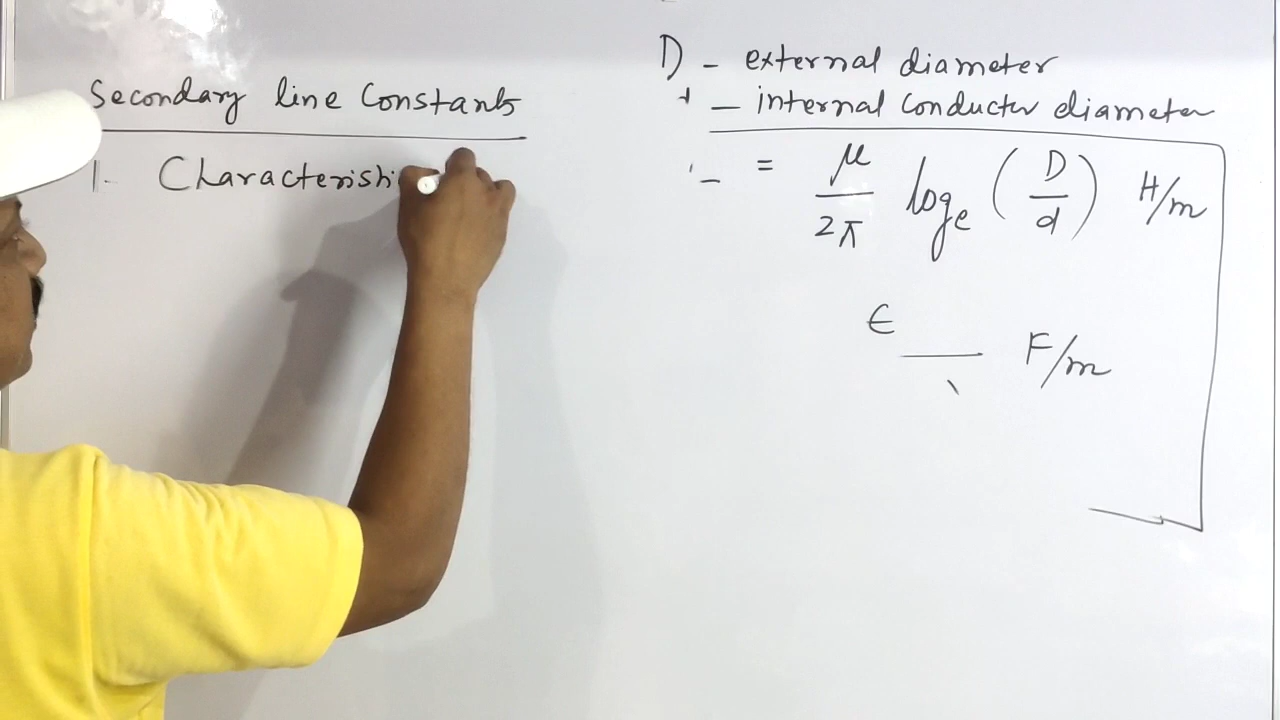 Secondary line Constants
1. Characteristi
D - external diameter
- internal conductor diameter
= μ/2π logₑ (D/d) H/m
ϵ
F/m